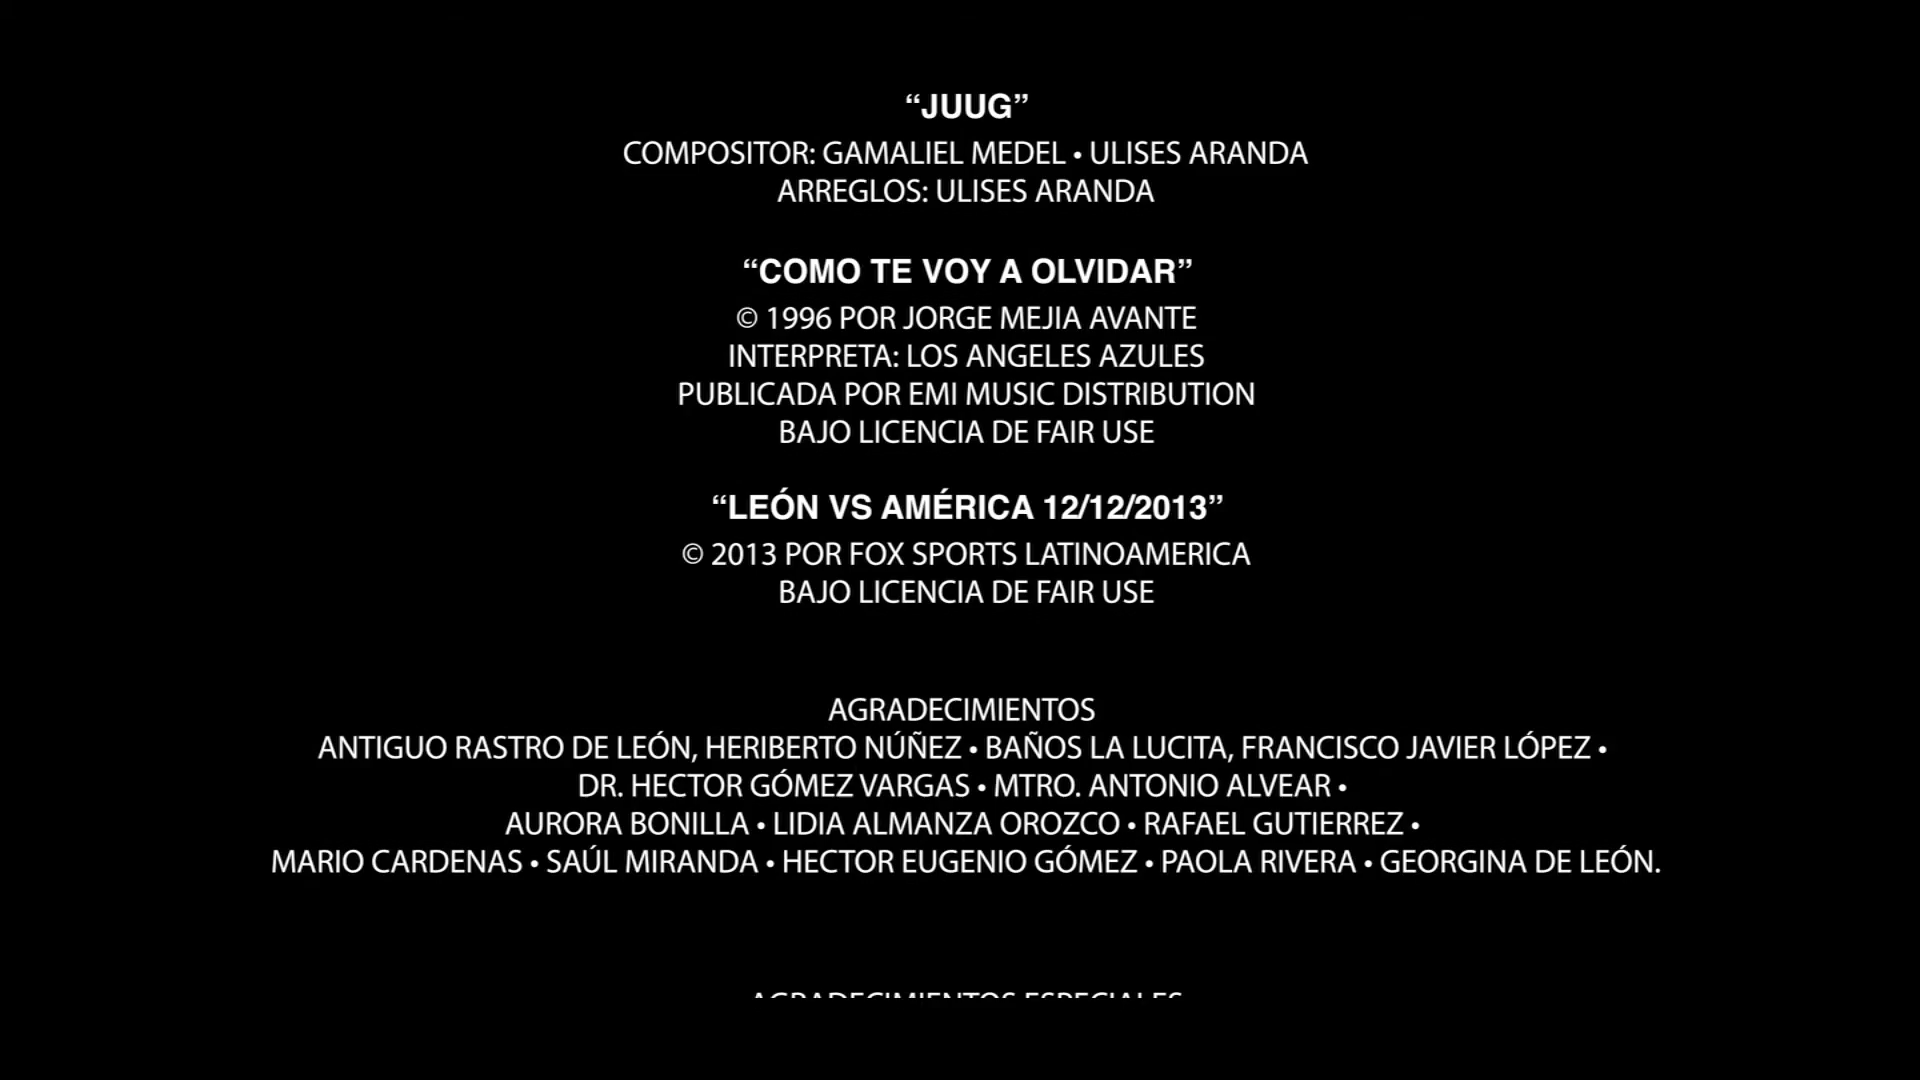 “JUUG”
COMPOSITOR: GAMALIEL MEDEL • ULISES ARANDA
ARREGLOS: ULISES ARANDA
“COMO TE VOY A OLVIDAR”
© 1996 POR JORGE MEJIA AVANTE
INTERPRETA: LOS ANGELES AZULES
PUBLICADA POR EMI MUSIC DISTRIBUTION
BAJO LICENCIA DE FAIR USE
“LEÓN VS AMÉRICA 12/12/2013”
© 2013 POR FOX SPORTS LATINOAMERICA
BAJO LICENCIA DE FAIR USE
AGRADECIMIENTOS
ANTIGUO RASTRO DE LEÓN, HERIBERTO NÚÑEZ • BAÑOS LA LUCITA, FRANCISCO JAVIER LÓPEZ •
DR. HECTOR GÓMEZ VARGAS • MTRO. ANTONIO ALVEAR •
AURORA BONILLA • LIDIA ALMANZA OROZCO • RAFAEL GUTIERREZ •
MARIO CARDENAS • SAÚL MIRANDA • HECTOR EUGENIO GÓMEZ • PAOLA RIVERA • GEORGINA DE LEÓN.
AGRADECIMIENTOS ESPECIALES